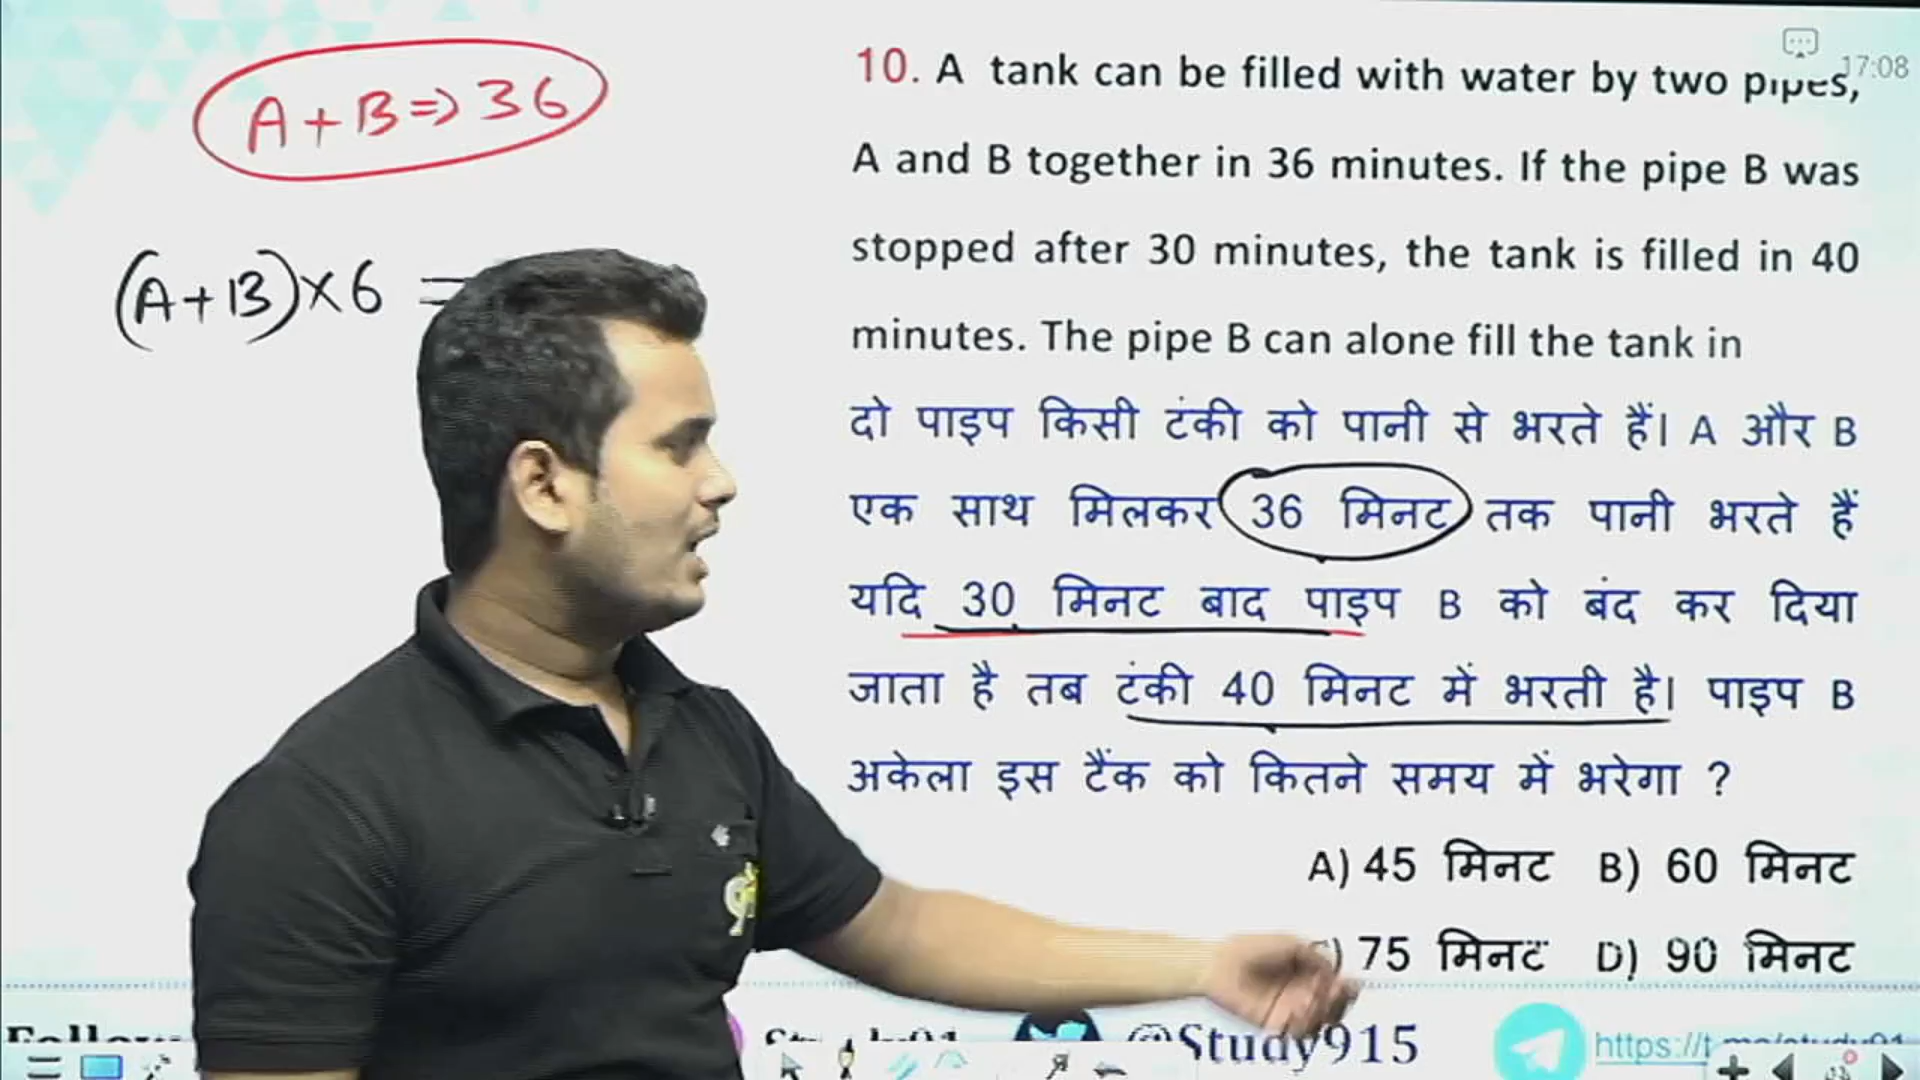 A+B⇒36
(A+B)×6 =
17:08
10. A tank can be filled with water by two pipes,
A and B together in 36 minutes. If the pipe B was
stopped after 30 minutes, the tank is filled in 40
minutes. The pipe B can alone fill the tank in
दो पाइप किसी टंकी को पानी से भरते हैं। A और B
एक साथ मिलकर 36 मिनट तक पानी भरते हैं
यदि 30 मिनट बाद पाइप B को बंद कर दिया
जाता है तब टंकी 40 मिनट में भरती है। पाइप B
अकेला इस टैंक को कितने समय में भरेगा ?
A) 45 मिनट B) 60 मिनट
75 मिनट D) 90 मिनट
@Study915